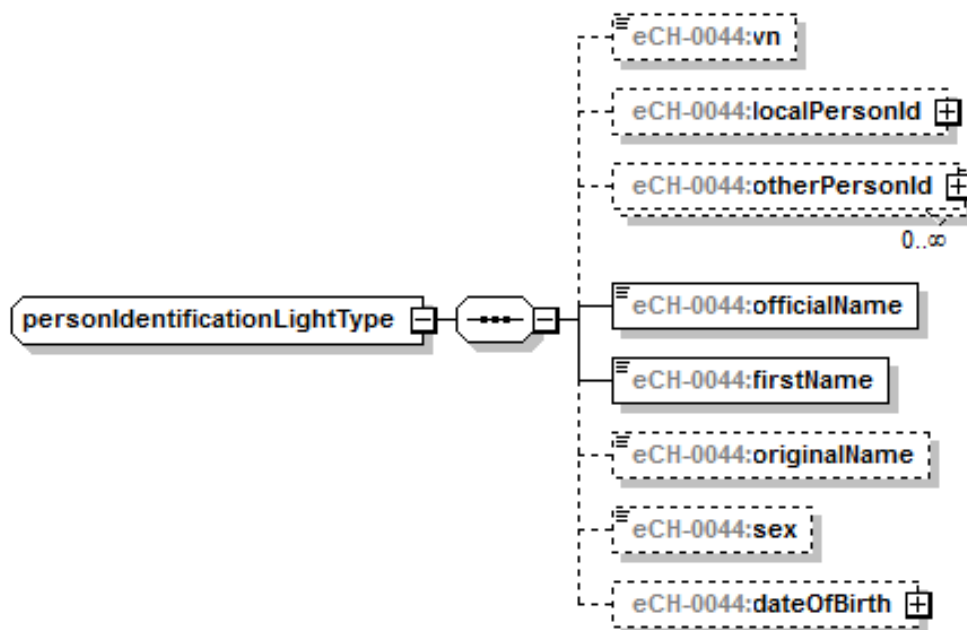 eCH-0044:vn
eCH-0044:localPersonId
eCH-0044:otherPersonId
0..∞
personIdentificationLightType
eCH-0044:officialName
eCH-0044:firstName
eCH-0044:originalName
eCH-0044:sex
eCH-0044:dateOfBirth